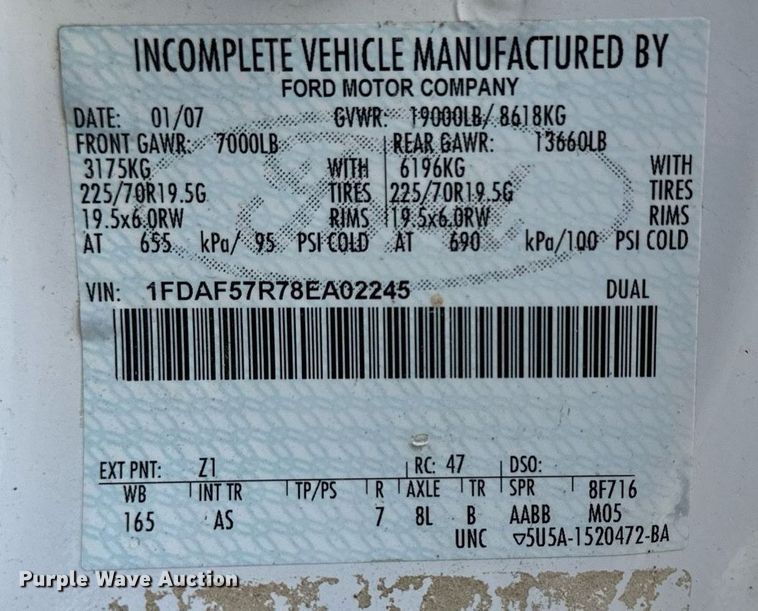 INCOMPLETE VEHICLE MANUFACTURED BY
FORD MOTOR COMPANY
DATE: 01/07 GVWR: 19000LB/ 8618KG
FRONT GAWR: 7000LB REAR GAWR: 13660LB
3175KG WITH 6196KG WITH
225/70R19.5G TIRES 225/70R19.5G TIRES
19.5x6.0RW RIMS 19.5x6.0RW RIMS
AT 655 kPa/ 95 PSI COLD AT 690 kPa/100 PSI COLD
VIN: 1FDAF57R78EA02245 DUAL
EXT PNT: Z1 RC: 47 DSO:
WB INT TR TP/PS R AXLE TR SPR 8F716
165 AS 7 8L B AABB M05
UNC ▽5U5A-1520472-BA
Purple Wave Auction